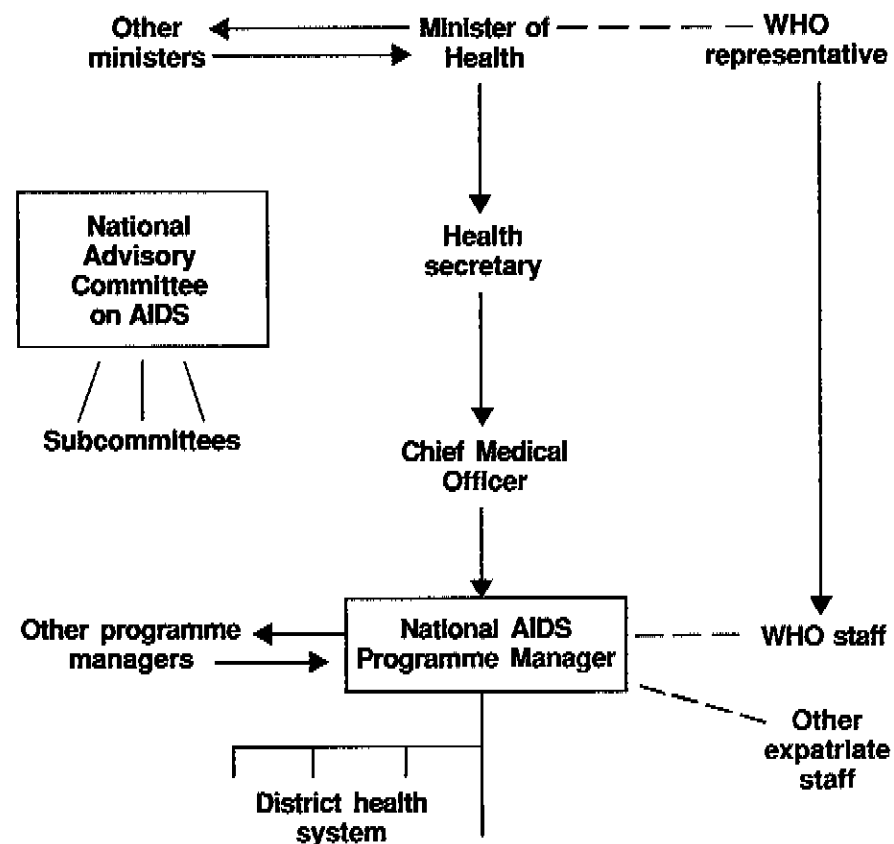 Other
ministers
Minister of
Health
WHO
representative
National
Advisory
Committee
on AIDS
Health
secretary
Subcommittees
Chief Medical
Officer
Other programme
managers
National AIDS
Programme Manager
WHO staff
Other
expatriate
staff
District health
system